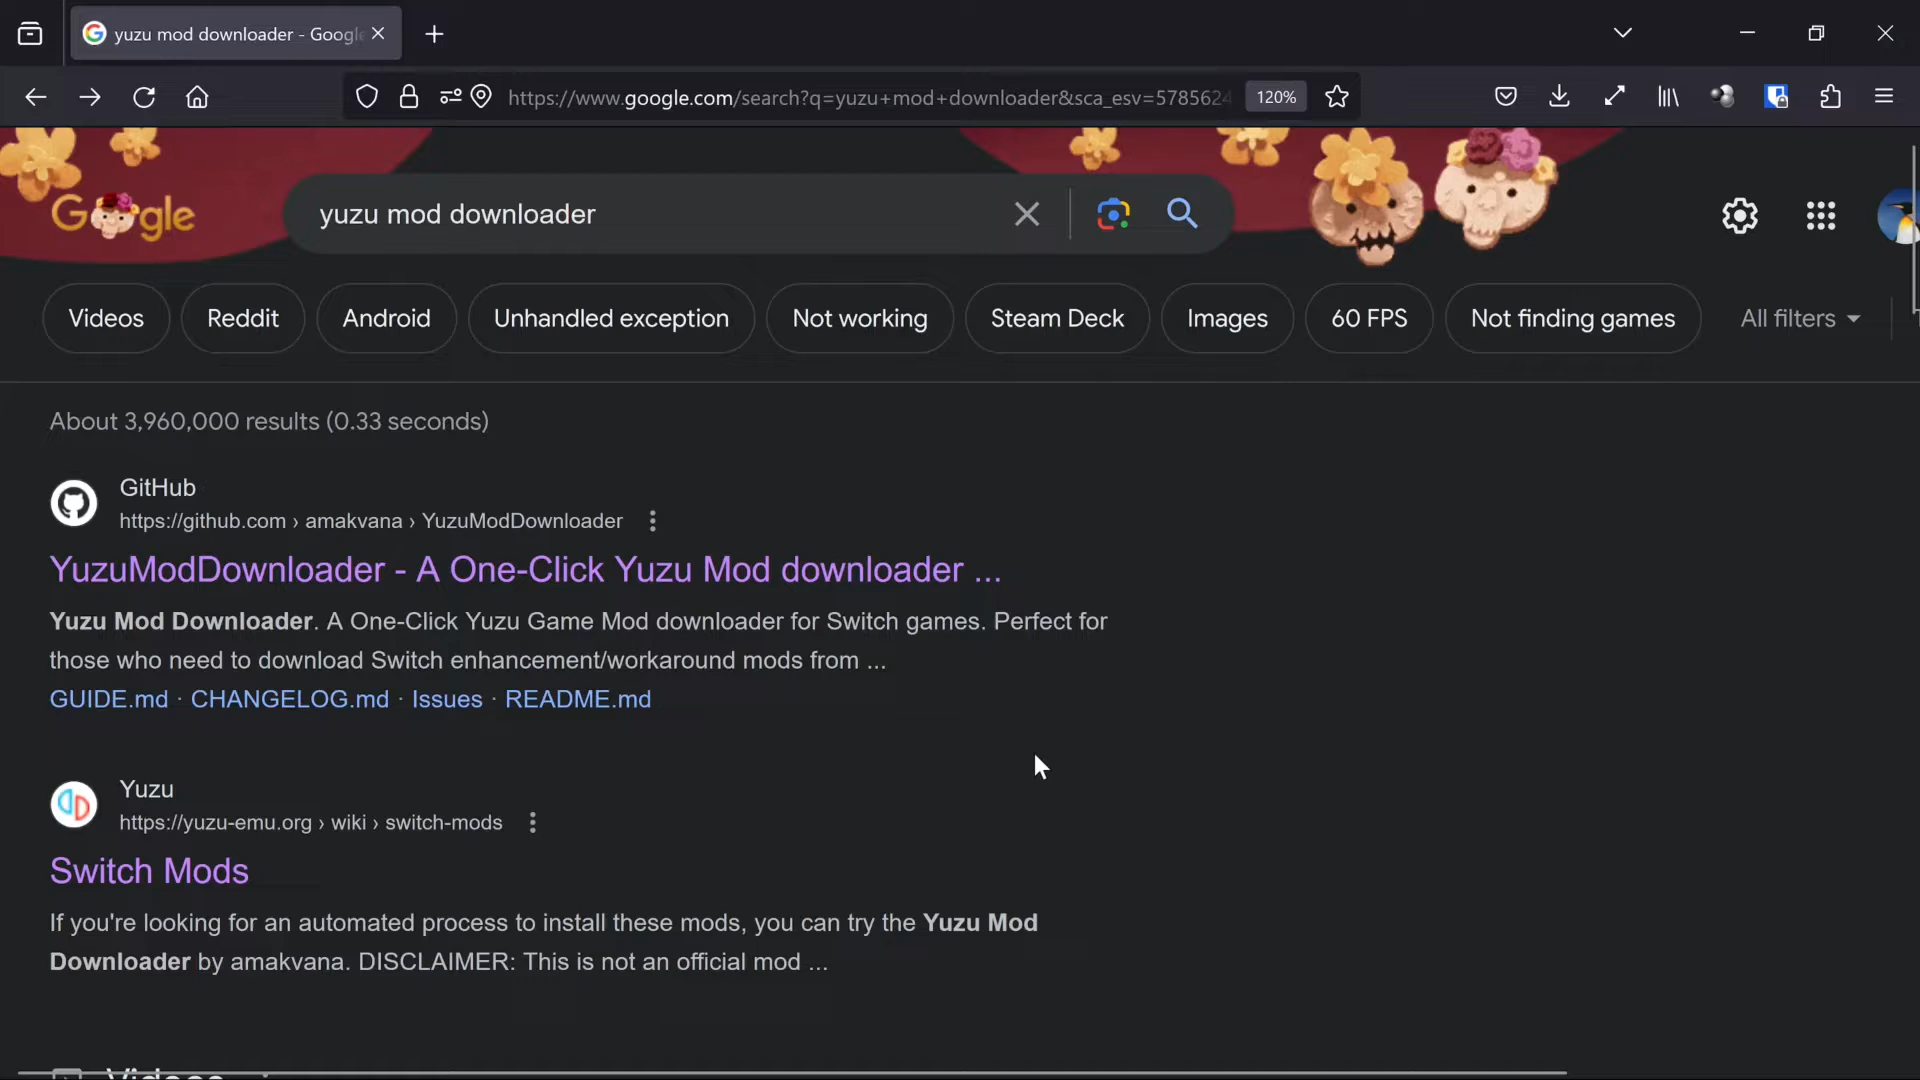 yuzu mod downloader - Google
https://www.google.com/search?q=yuzu+mod+downloader&sca_esv=5785624
120%
Google
yuzu mod downloader
Videos
Reddit
Android
Unhandled exception
Not working
Steam Deck
Images
60 FPS
Not finding games
All filters
About 3,960,000 results (0.33 seconds)
GitHub
https://github.com › amakvana › YuzuModDownloader
YuzuModDownloader - A One-Click Yuzu Mod downloader ...
Yuzu Mod Downloader. A One-Click Yuzu Game Mod downloader for Switch games. Perfect for
those who need to download Switch enhancement/workaround mods from ...
GUIDE.md · CHANGELOG.md · Issues · README.md
Yuzu
https://yuzu-emu.org › wiki › switch-mods
Switch Mods
If you're looking for an automated process to install these mods, you can try the Yuzu Mod
Downloader by amakvana. DISCLAIMER: This is not an official mod ...
Videos